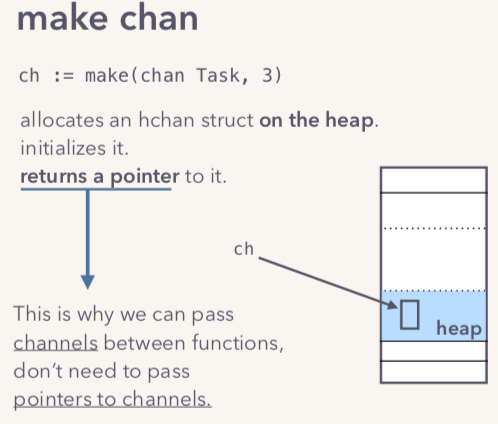 make chan
ch := make(chan Task, 3)
allocates an hchan struct on the heap.
initializes it.
returns a pointer to it.
ch
heap
This is why we can pass
channels between functions,
don't need to pass
pointers to channels.